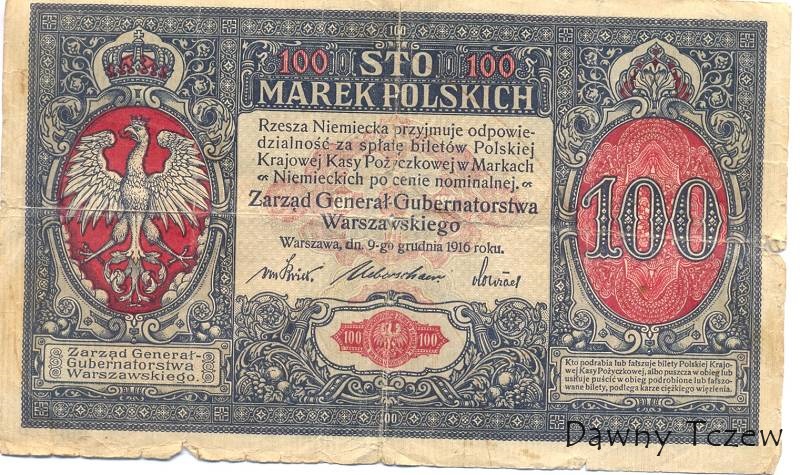 100
100 STO 100
MAREK POLSKICH
Rzesza Niemiecka przyjmuje odpowie-
dzialność za spłatę biletów Polskiej
Krajowej Kasy Pożyczkowej w Markach
Niemieckich po cenie nominalnej.
Zarząd Generał-Gubernatorstwa
Warszawskiego
Warszawa, dn. 9-go grudnia 1916 roku.
100
100 100
Zarząd Generał-
Gubernatorstwa
Warszawskiego.
Kto podrabia lub fałszuje bilety Polskiej Krajo-
wej Kasy Pożyczkowej, albo puszcza w obieg lub
usiłuje puścić w obieg podrobione lub fałszo-
wane bilety, podlega karze ciężkiego więzienia.
100
Dawny Tczew